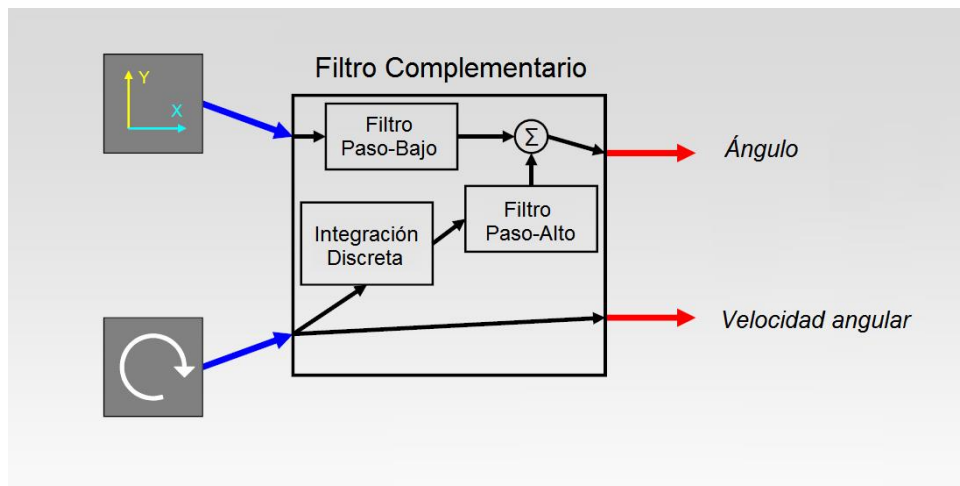 Filtro Complementario
Y
X
Filtro
Paso-Bajo
Σ
Ángulo
Integración
Discreta
Filtro
Paso-Alto
Velocidad angular